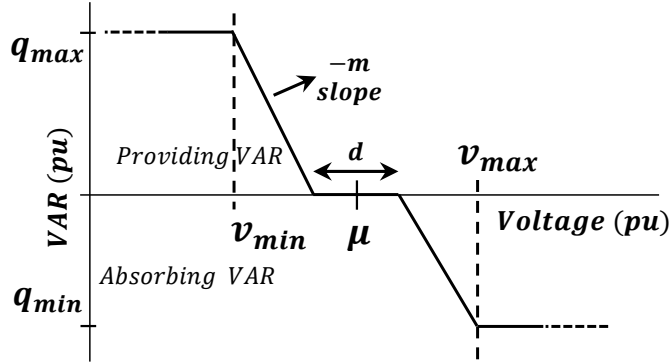 q_max
−m
slope
Providing VAR
d
v_max
VAR (pu)
v_min
μ
Voltage (pu)
Absorbing VAR
q_min